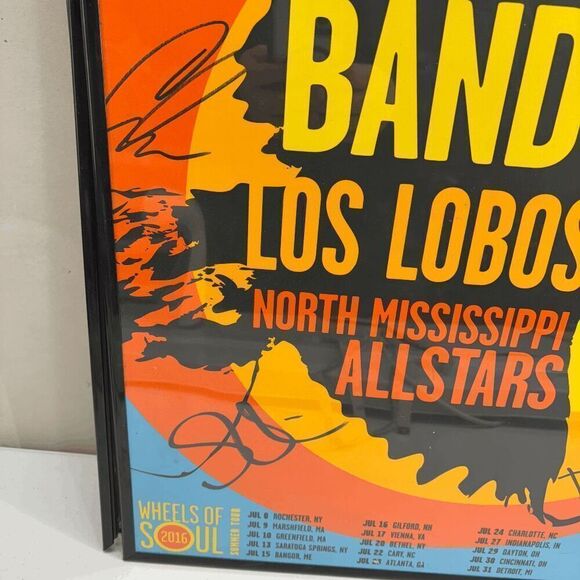 BAND
LOS LOBOS
NORTH MISSISSIPPI
ALLSTARS
WHEELS OF
SOUL
2016
SUMMER TOUR
JUL 8 ROCHESTER, NY
JUL 9 MARSHFIELD, MA
JUL 10 GREENFIELD, MA
JUL 13 SARATOGA SPRINGS, NY
JUL 15 BANGOR, ME
JUL 16 GILFORD, NH
JUL 17 VIENNA, VA
JUL 20 BETHEL, NY
JUL 22 CARY, NC
JUL 23 ATLANTA, GA
JUL 24 CHARLOTTE, NC
JUL 27 INDIANAPOLIS, IN
JUL 29 DAYTON, OH
JUL 30 CINCINNATI, OH
JUL 31 DETROIT, MI